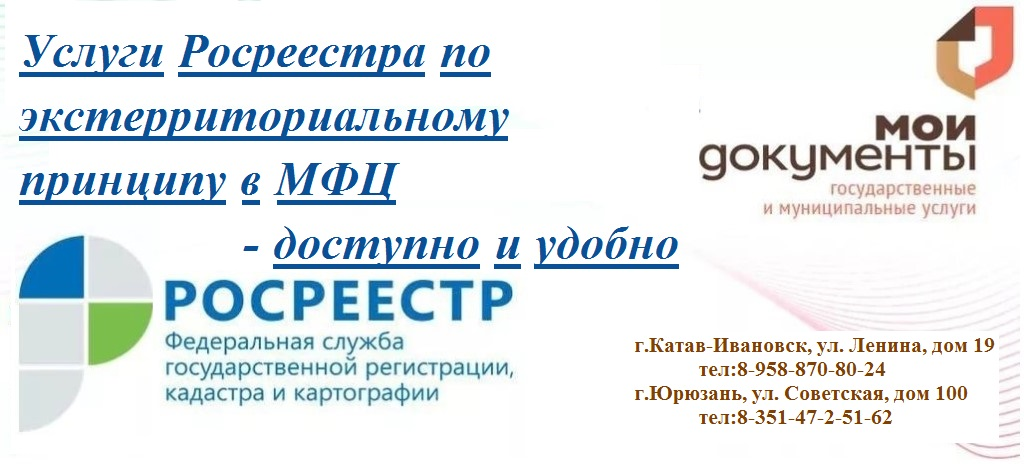 Услуги Росреестра по
экстерриториальному
принципу в МФЦ
- доступно и удобно
мои
документы
государственные
и муниципальные услуги
РОСРЕЕСТР
Федеральная служба
государственной регистрации,
кадастра и картографии
г.Катав-Ивановск, ул. Ленина, дом 19
тел:8-958-870-80-24
г.Юрюзань, ул. Советская, дом 100
тел:8-351-47-2-51-62